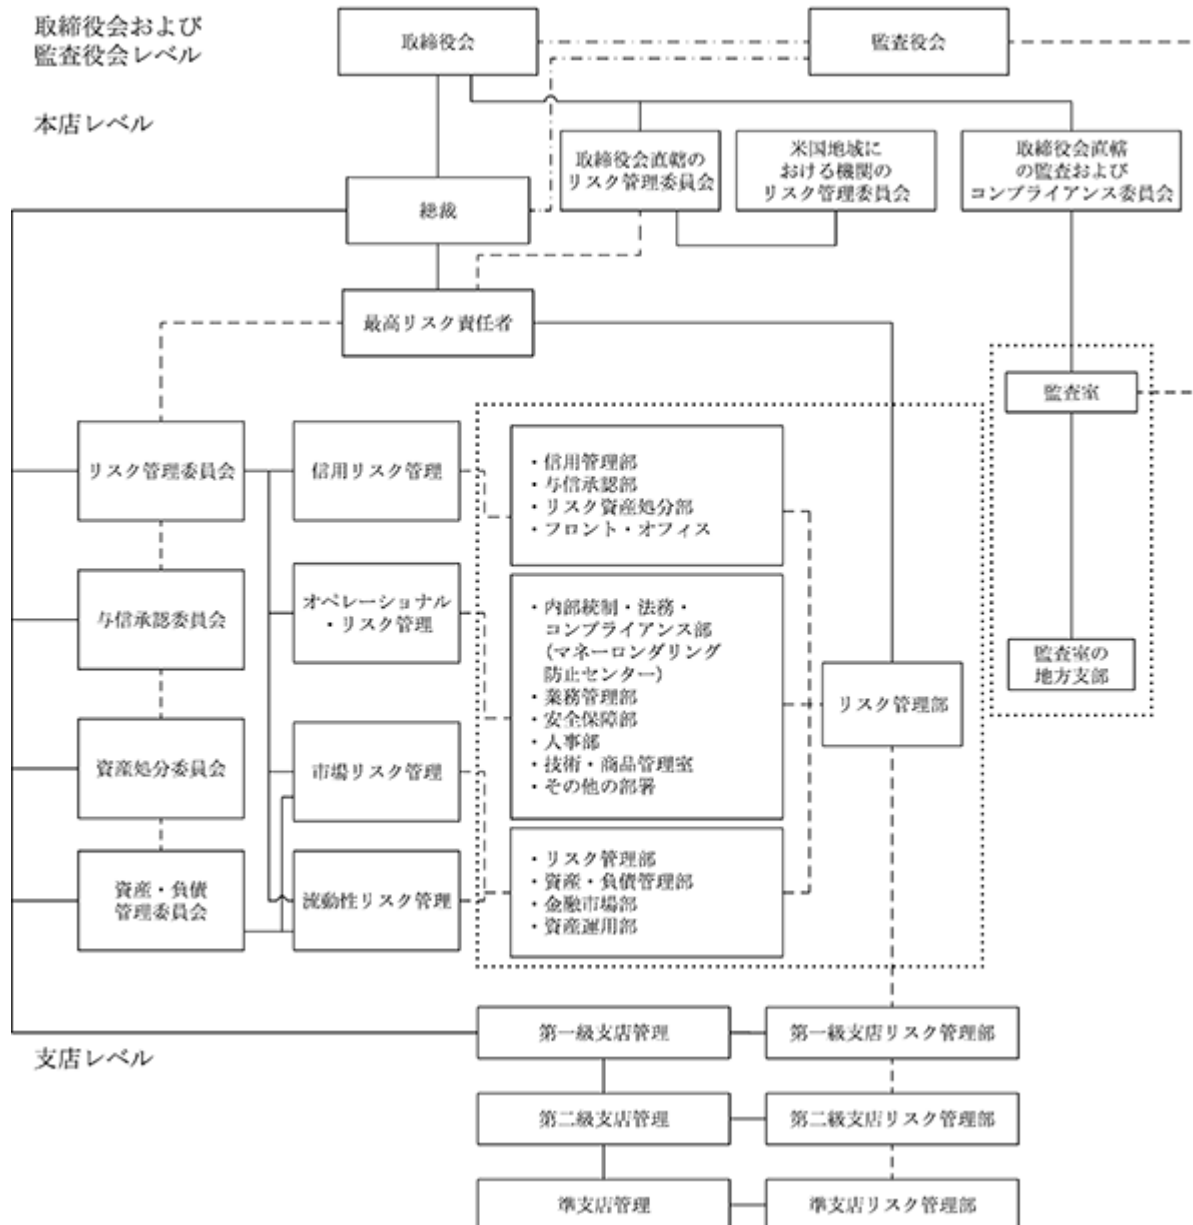 取締役会および
監査役会レベル
取締役会
監査役会
本店レベル
取締役会直轄の
リスク管理委員会
米国地域に
おける機関の
リスク管理委員会
取締役会直轄
の監査および
コンプライアンス委員会
総裁
最高リスク責任者
監査室
リスク管理委員会
信用リスク管理
・信用管理部
・与信承認部
・リスク資産処分部
・フロント・オフィス
与信承認委員会
オペレーショナル
・リスク管理
・内部統制・法務・
コンプライアンス部
(マネーロンダリング
防止センター)
・業務管理部
・安全保障部
・人事部
・技術・商品管理室
・その他の部署
リスク管理部
監査室の
地方支部
資産処分委員会
市場リスク管理
資産・負債
管理委員会
流動性リスク管理
・リスク管理部
・資産・負債管理部
・金融市場部
・資産運用部
支店レベル
第一級支店管理
第一級支店リスク管理部
第二級支店管理
第二級支店リスク管理部
準支店管理
準支店リスク管理部